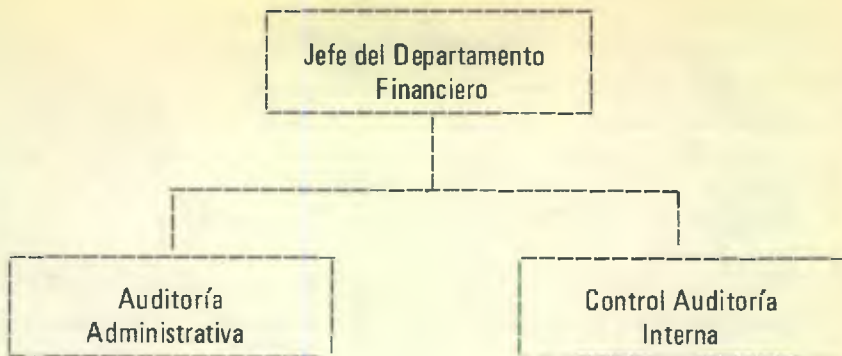 Jefe del Departamento
Financiero
Auditoría
Administrativa
Control Auditoría
Interna